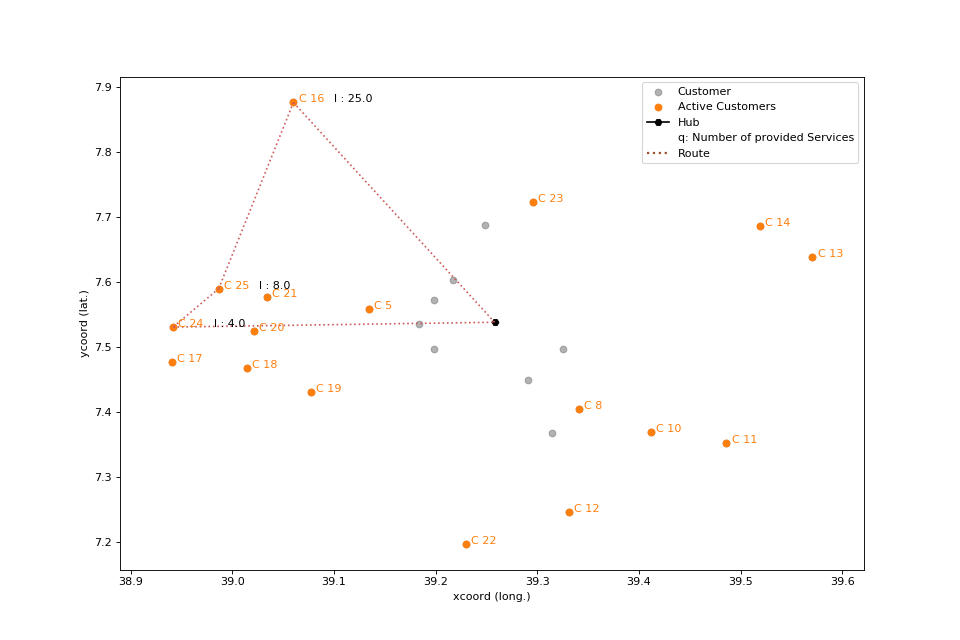 7.9
7.8
7.7
7.6
7.5
7.4
7.3
7.2
ycoord (lat.)
38.9 39.0 39.1 39.2 39.3 39.4 39.5 39.6
xcoord (long.)
Customer
Active Customers
Hub
q: Number of provided Services
Route
C 16 l : 25.0
C 23
C 14
C 13
C 25 l : 8.0
C 21
C 5
C 24 l : 4.0
C 20
C 17
C 18
C 19
C 8
C 10
C 11
C 12
C 22